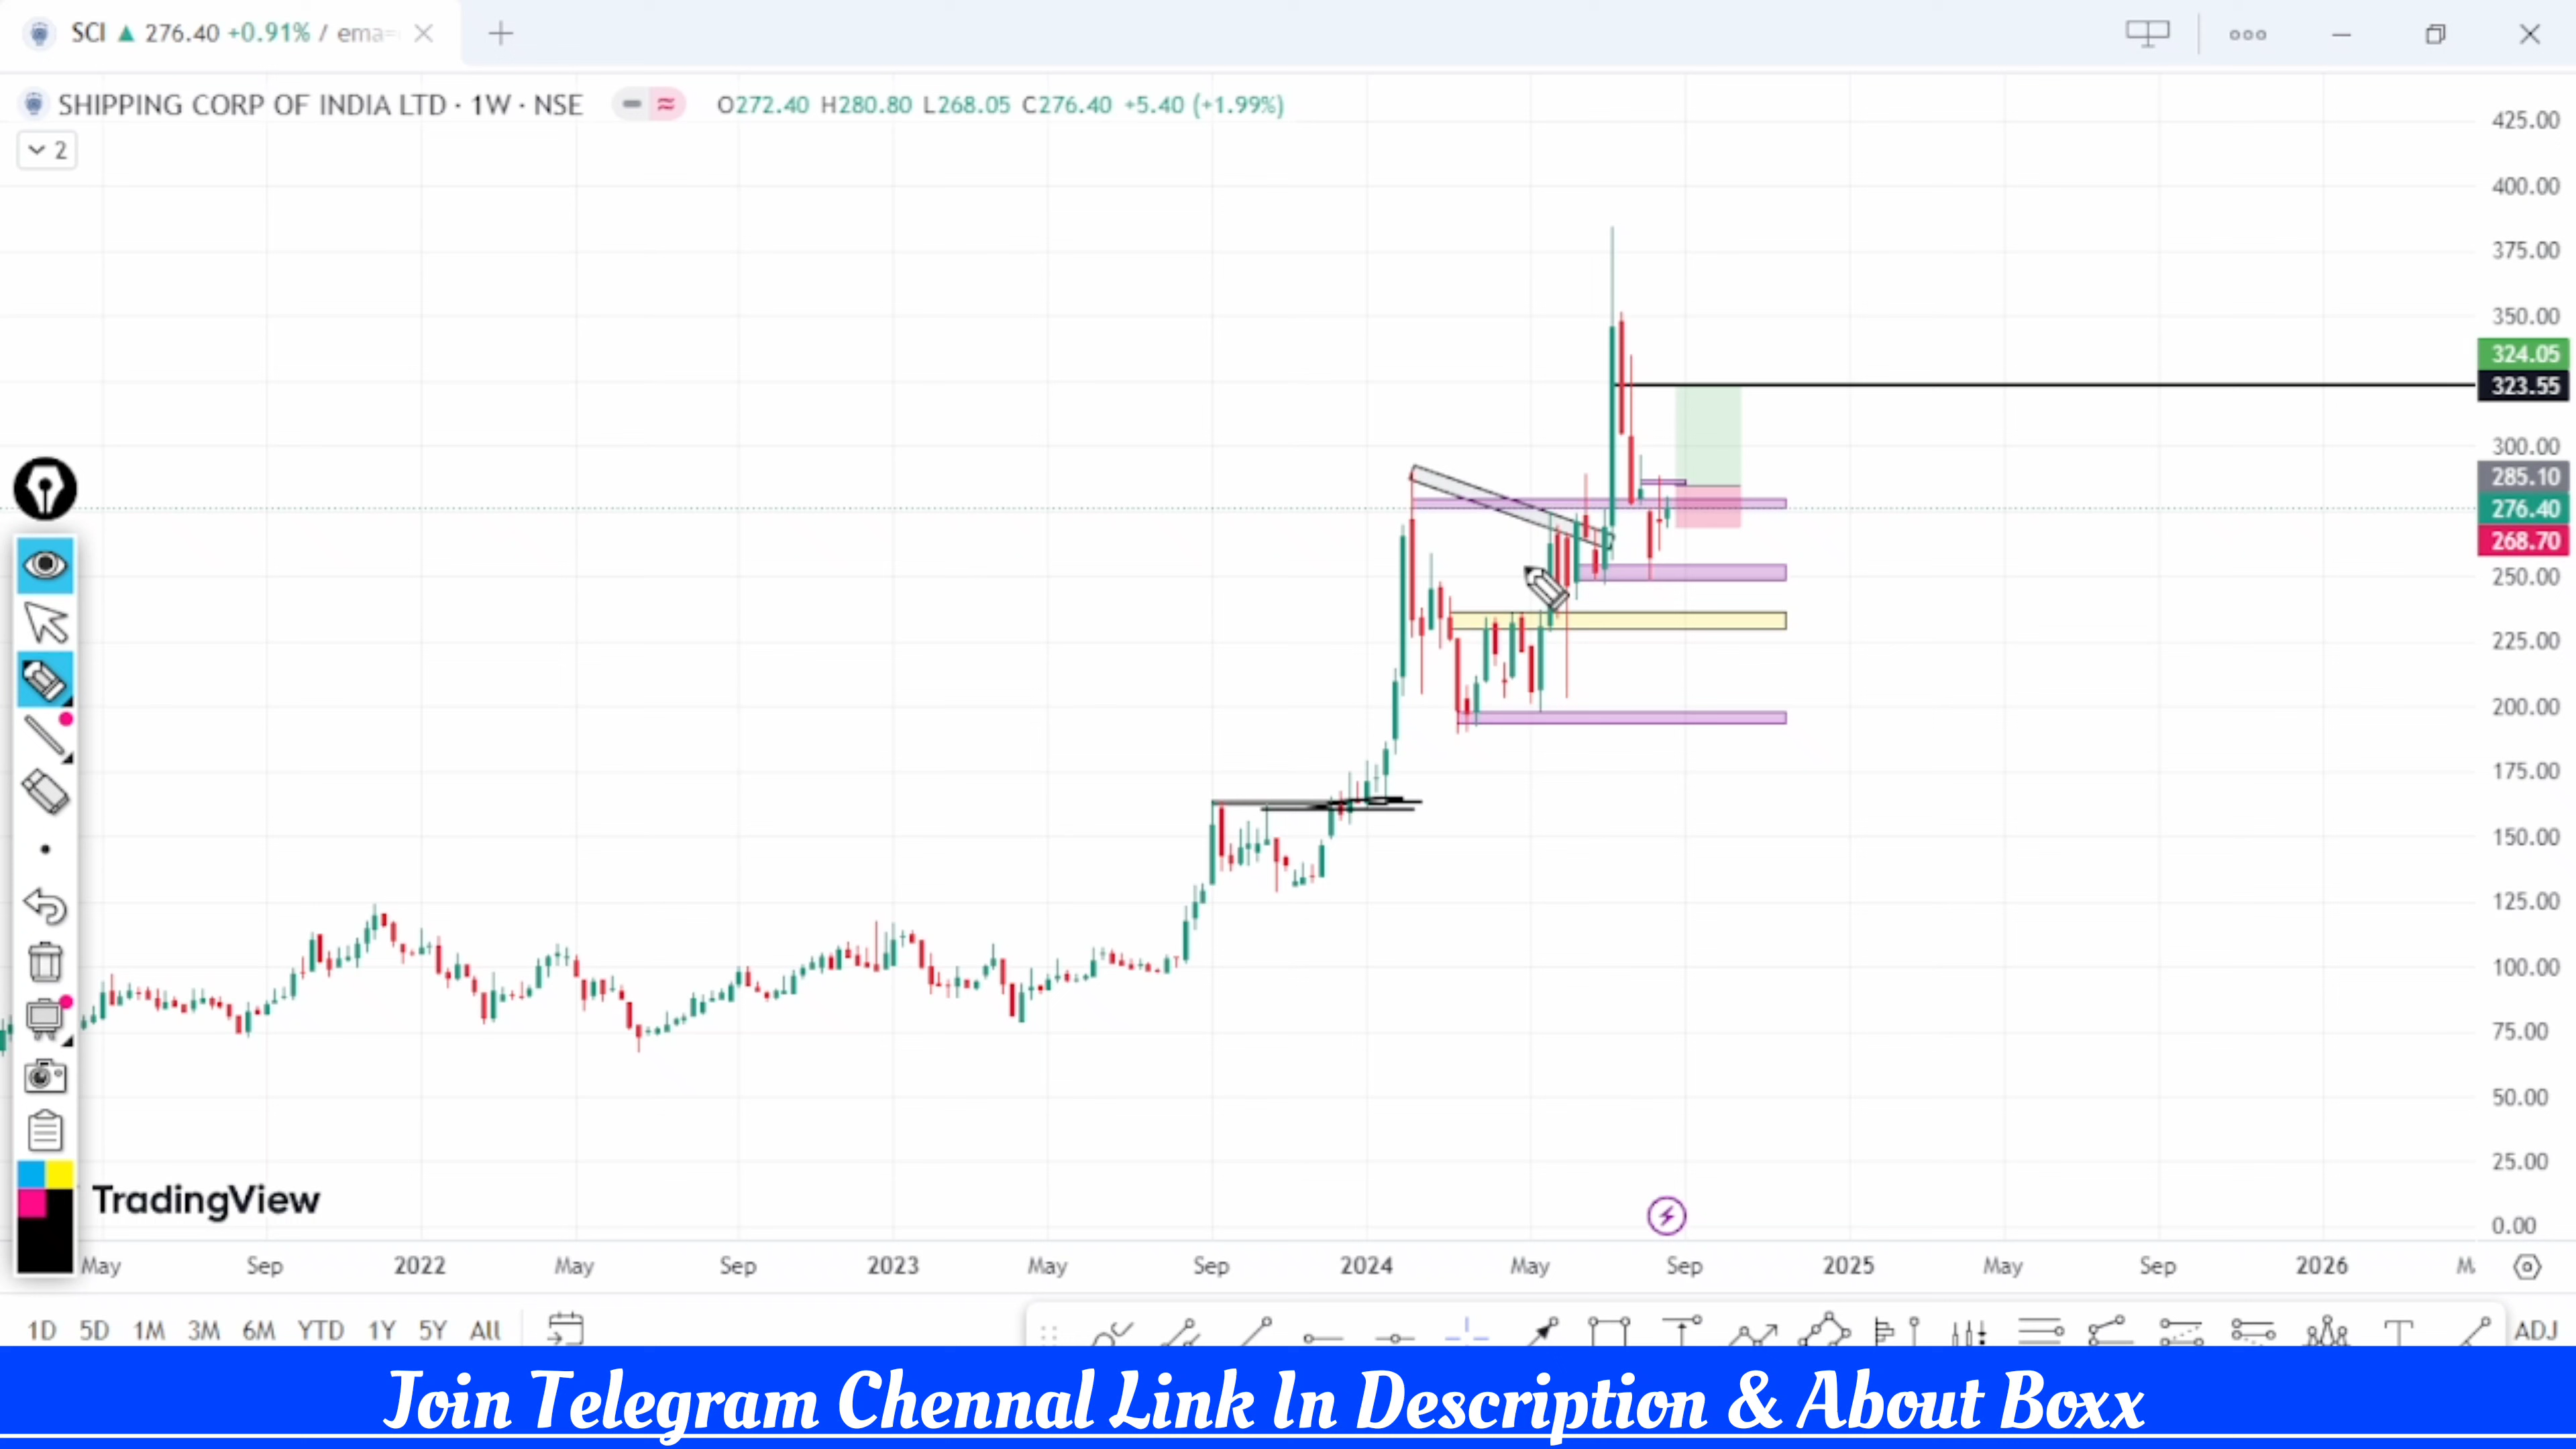 SCI ▲ 276.40 +0.91% / ema=
SHIPPING CORP OF INDIA LTD · 1W · NSE
O272.40 H280.80 L268.05 C276.40 +5.40 (+1.99%)
2
425.00
400.00
375.00
350.00
324.05
323.55
300.00
285.10
276.40
268.70
250.00
225.00
200.00
175.00
150.00
125.00
100.00
75.00
50.00
25.00
0.00
TradingView
May Sep 2022 May Sep 2023 May Sep 2024 May Sep 2025 May Sep 2026
1D 5D 1M 3M 6M YTD 1Y 5Y All
ADJ
Join Telegram Chennal Link In Description & About Boxx